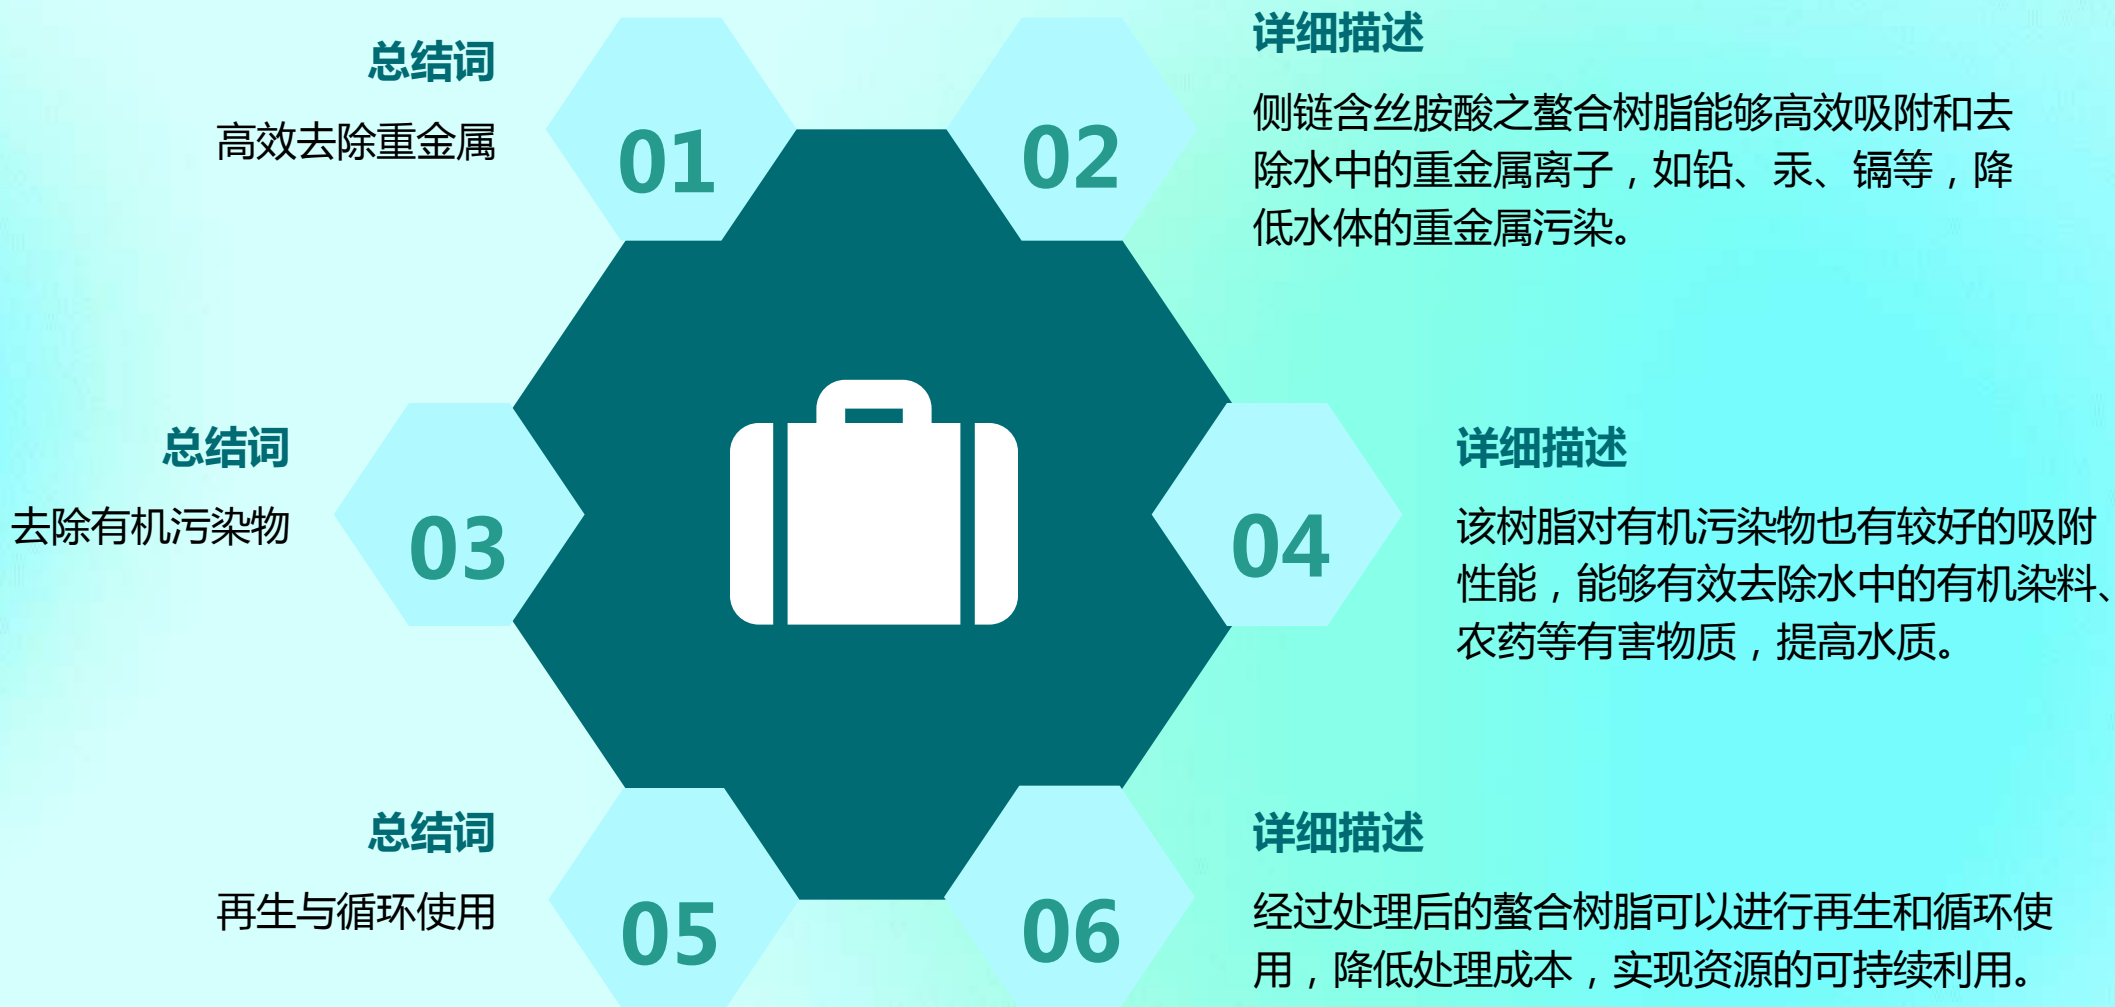 总结词
高效去除重金属
01
02
详细描述
侧链含丝胺酸之螯合树脂能够高效吸附和去
除水中的重金属离子，如铅、汞、镉等，降
低水体的重金属污染。
总结词
去除有机污染物
03
04
详细描述
该树脂对有机污染物也有较好的吸附
性能，能够有效去除水中的有机染料、
农药等有害物质，提高水质。
总结词
再生与循环使用
05
06
详细描述
经过处理后的螯合树脂可以进行再生和循环使
用，降低处理成本，实现资源的可持续利用。